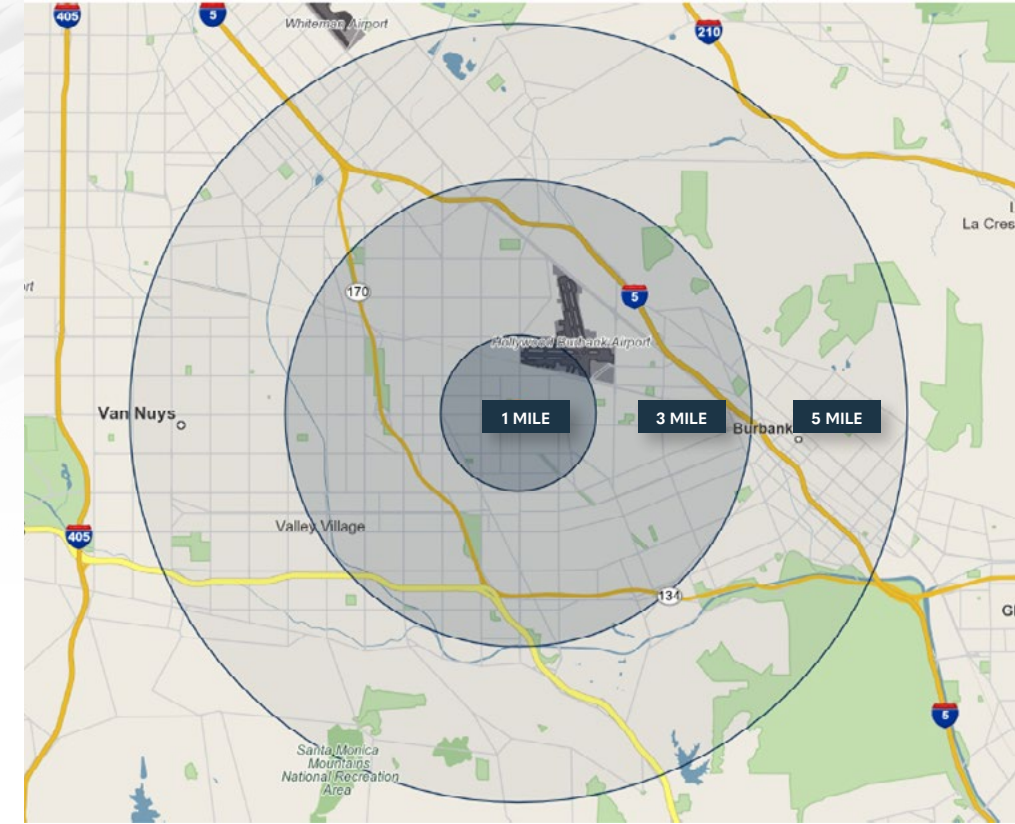 405
5
Whiteman Airport
210
La Cres
rt
170
5
Hollywood Burbank Airport
Van Nuys
1 MILE
3 MILE
Burbank
5 MILE
Valley Village
405
134
Gl
5
Santa Monica
Mountains
National Recreation
Area